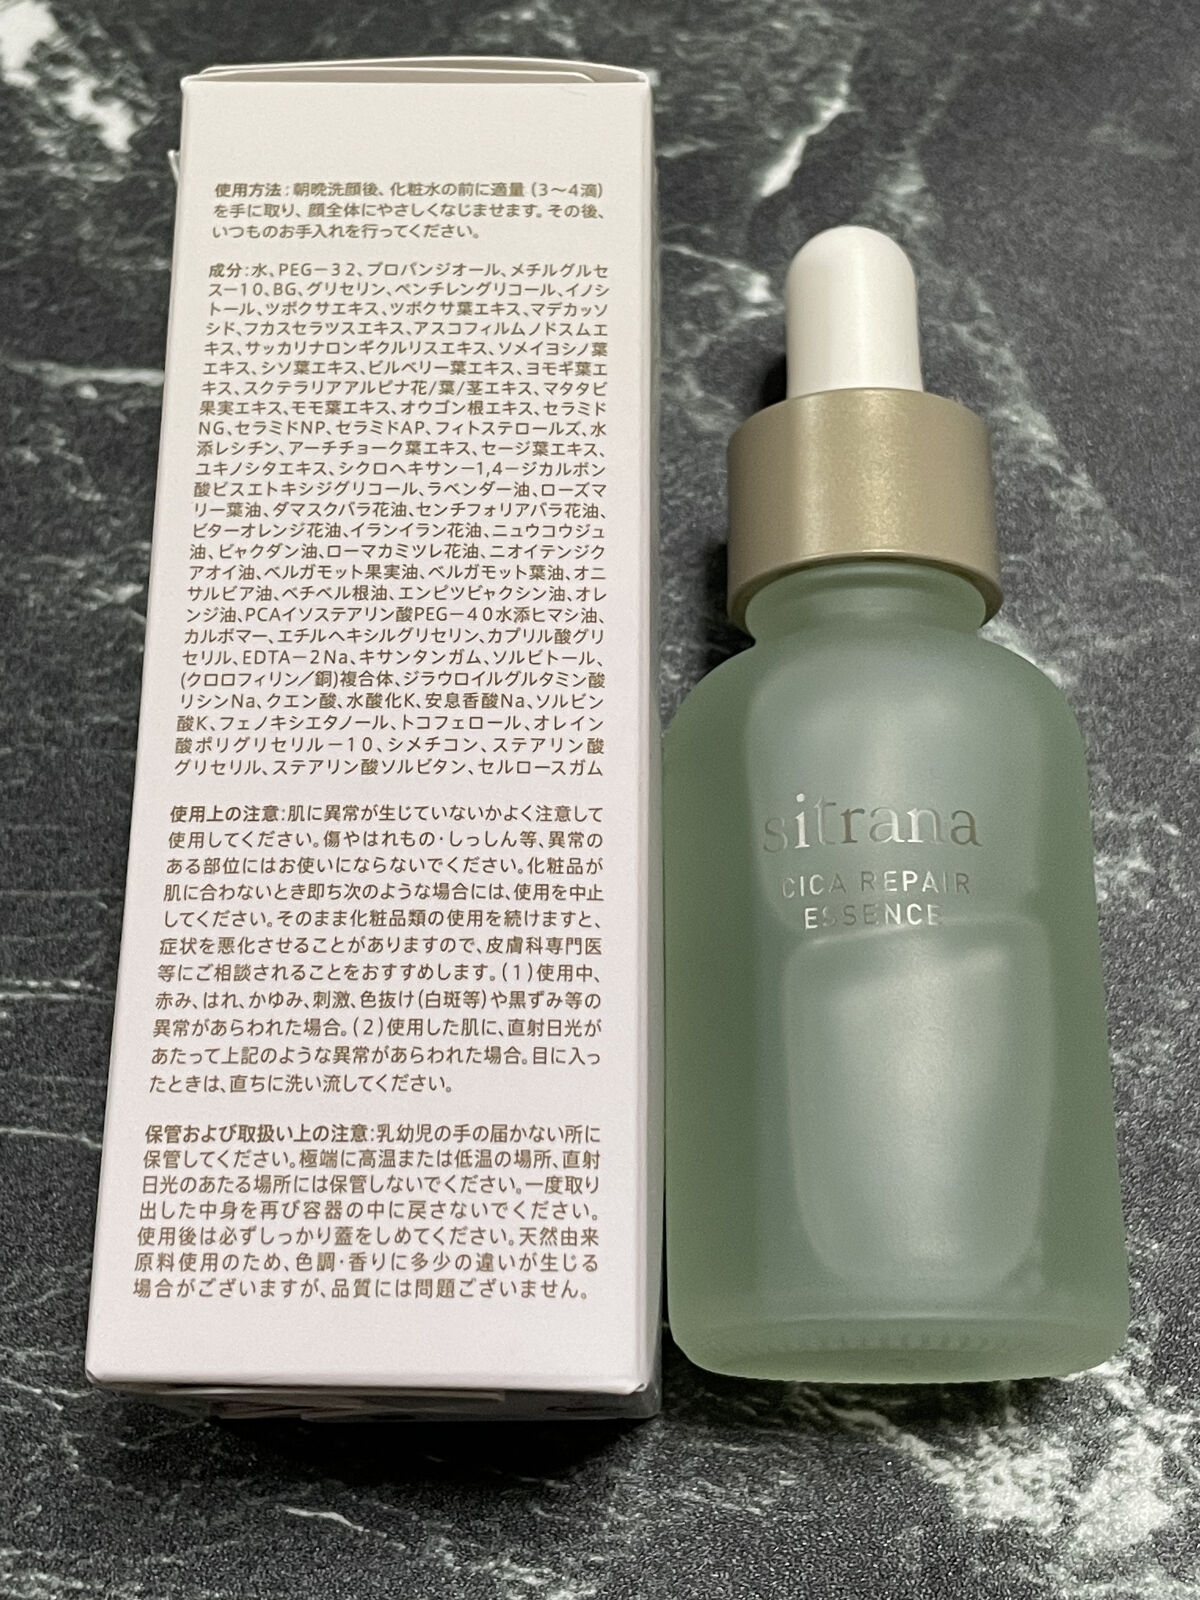 使用方法：朝晩洗顔後、化粧水の前に適量（3～4滴）
を手に取り、顔全体にやさしくなじませます。その後、
いつものお手入れを行ってください。
成分：水、PEG－32、プロパンジオール、メチルグルセ
ス－10、BG、グリセリン、ペンチレングリコール、イノシ
トール、ツボクサエキス、ツボクサ葉エキス、マデカッソ
シド、フカスセラツスエキス、アスコフィルムノドスムエ
キス、サッカリナロンギクルリスエキス、ソメイヨシノ葉
エキス、シソ葉エキス、ビルベリー葉エキス、ヨモギ葉エ
キス、スクテラリアアルピナ花/葉/茎エキス、マタタビ
果実エキス、モモ葉エキス、オウゴン根エキス、セラミド
NG、セラミドNP、セラミドAP、フィトステロールズ、水
添レシチン、アーチチョーク葉エキス、セージ葉エキス、
ユキノシタエキス、シクロヘキサン－1,4－ジカルボン
酸ビスエトキシジグリコール、ラベンダー油、ローズマ
リー葉油、ダマスクバラ花油、センチフォリアバラ花油、
ビターオレンジ花油、イランイラン花油、ニュウコウジュ
油、ビャクダン油、ローマカミツレ花油、ニオイテンジク
アオイ油、ベルガモット果実油、ベルガモット葉油、オニ
サルビア油、ベチベル根油、エンピツビャクシン油、オレ
ンジ油、PCAイソステアリン酸PEG－40水添ヒマシ油、
カルボマー、エチルヘキシルグリセリン、カプリル酸グリ
セリル、EDTA－2Na、キサンタンガム、ソルビトール、
(クロロフィリン／銅)複合体、ジラウロイルグルタミン酸
リシンNa、クエン酸、水酸化K、安息香酸Na、ソルビン
酸K、フェノキシエタノール、トコフェロール、オレイン
酸ポリグリセリル－10、シメチコン、ステアリン酸
グリセリル、ステアリン酸ソルビタン、セルロースガム
使用上の注意：肌に異常が生じていないかよく注意して
使用してください。傷やはれもの・しっしん等、異常の
ある部位にはお使いにならないでください。化粧品が
肌に合わないとき即ち次のような場合には、使用を中止
してください。そのまま化粧品類の使用を続けますと、
症状を悪化させることがありますので、皮膚科専門医
等にご相談されることをおすすめします。（1）使用中、
赤み、はれ、かゆみ、刺激、色抜け（白斑等）や黒ずみ等の
異常があらわれた場合。（2）使用した肌に、直射日光が
あたって上記のような異常があらわれた場合。目に入っ
たときは、直ちに洗い流してください。
保管および取扱い上の注意：乳幼児の手の届かない所に
保管してください。極端に高温または低温の場所、直射
日光のあたる場所には保管しないでください。一度取り
出した中身を再び容器の中に戻さないでください。
使用後は必ずしっかり蓋をしめてください。天然由来
原料使用のため、色調・香りに多少の違いが生じる
場合がございますが、品質には問題ございません。
sitrana
CICA REPAIR
ESSENCE